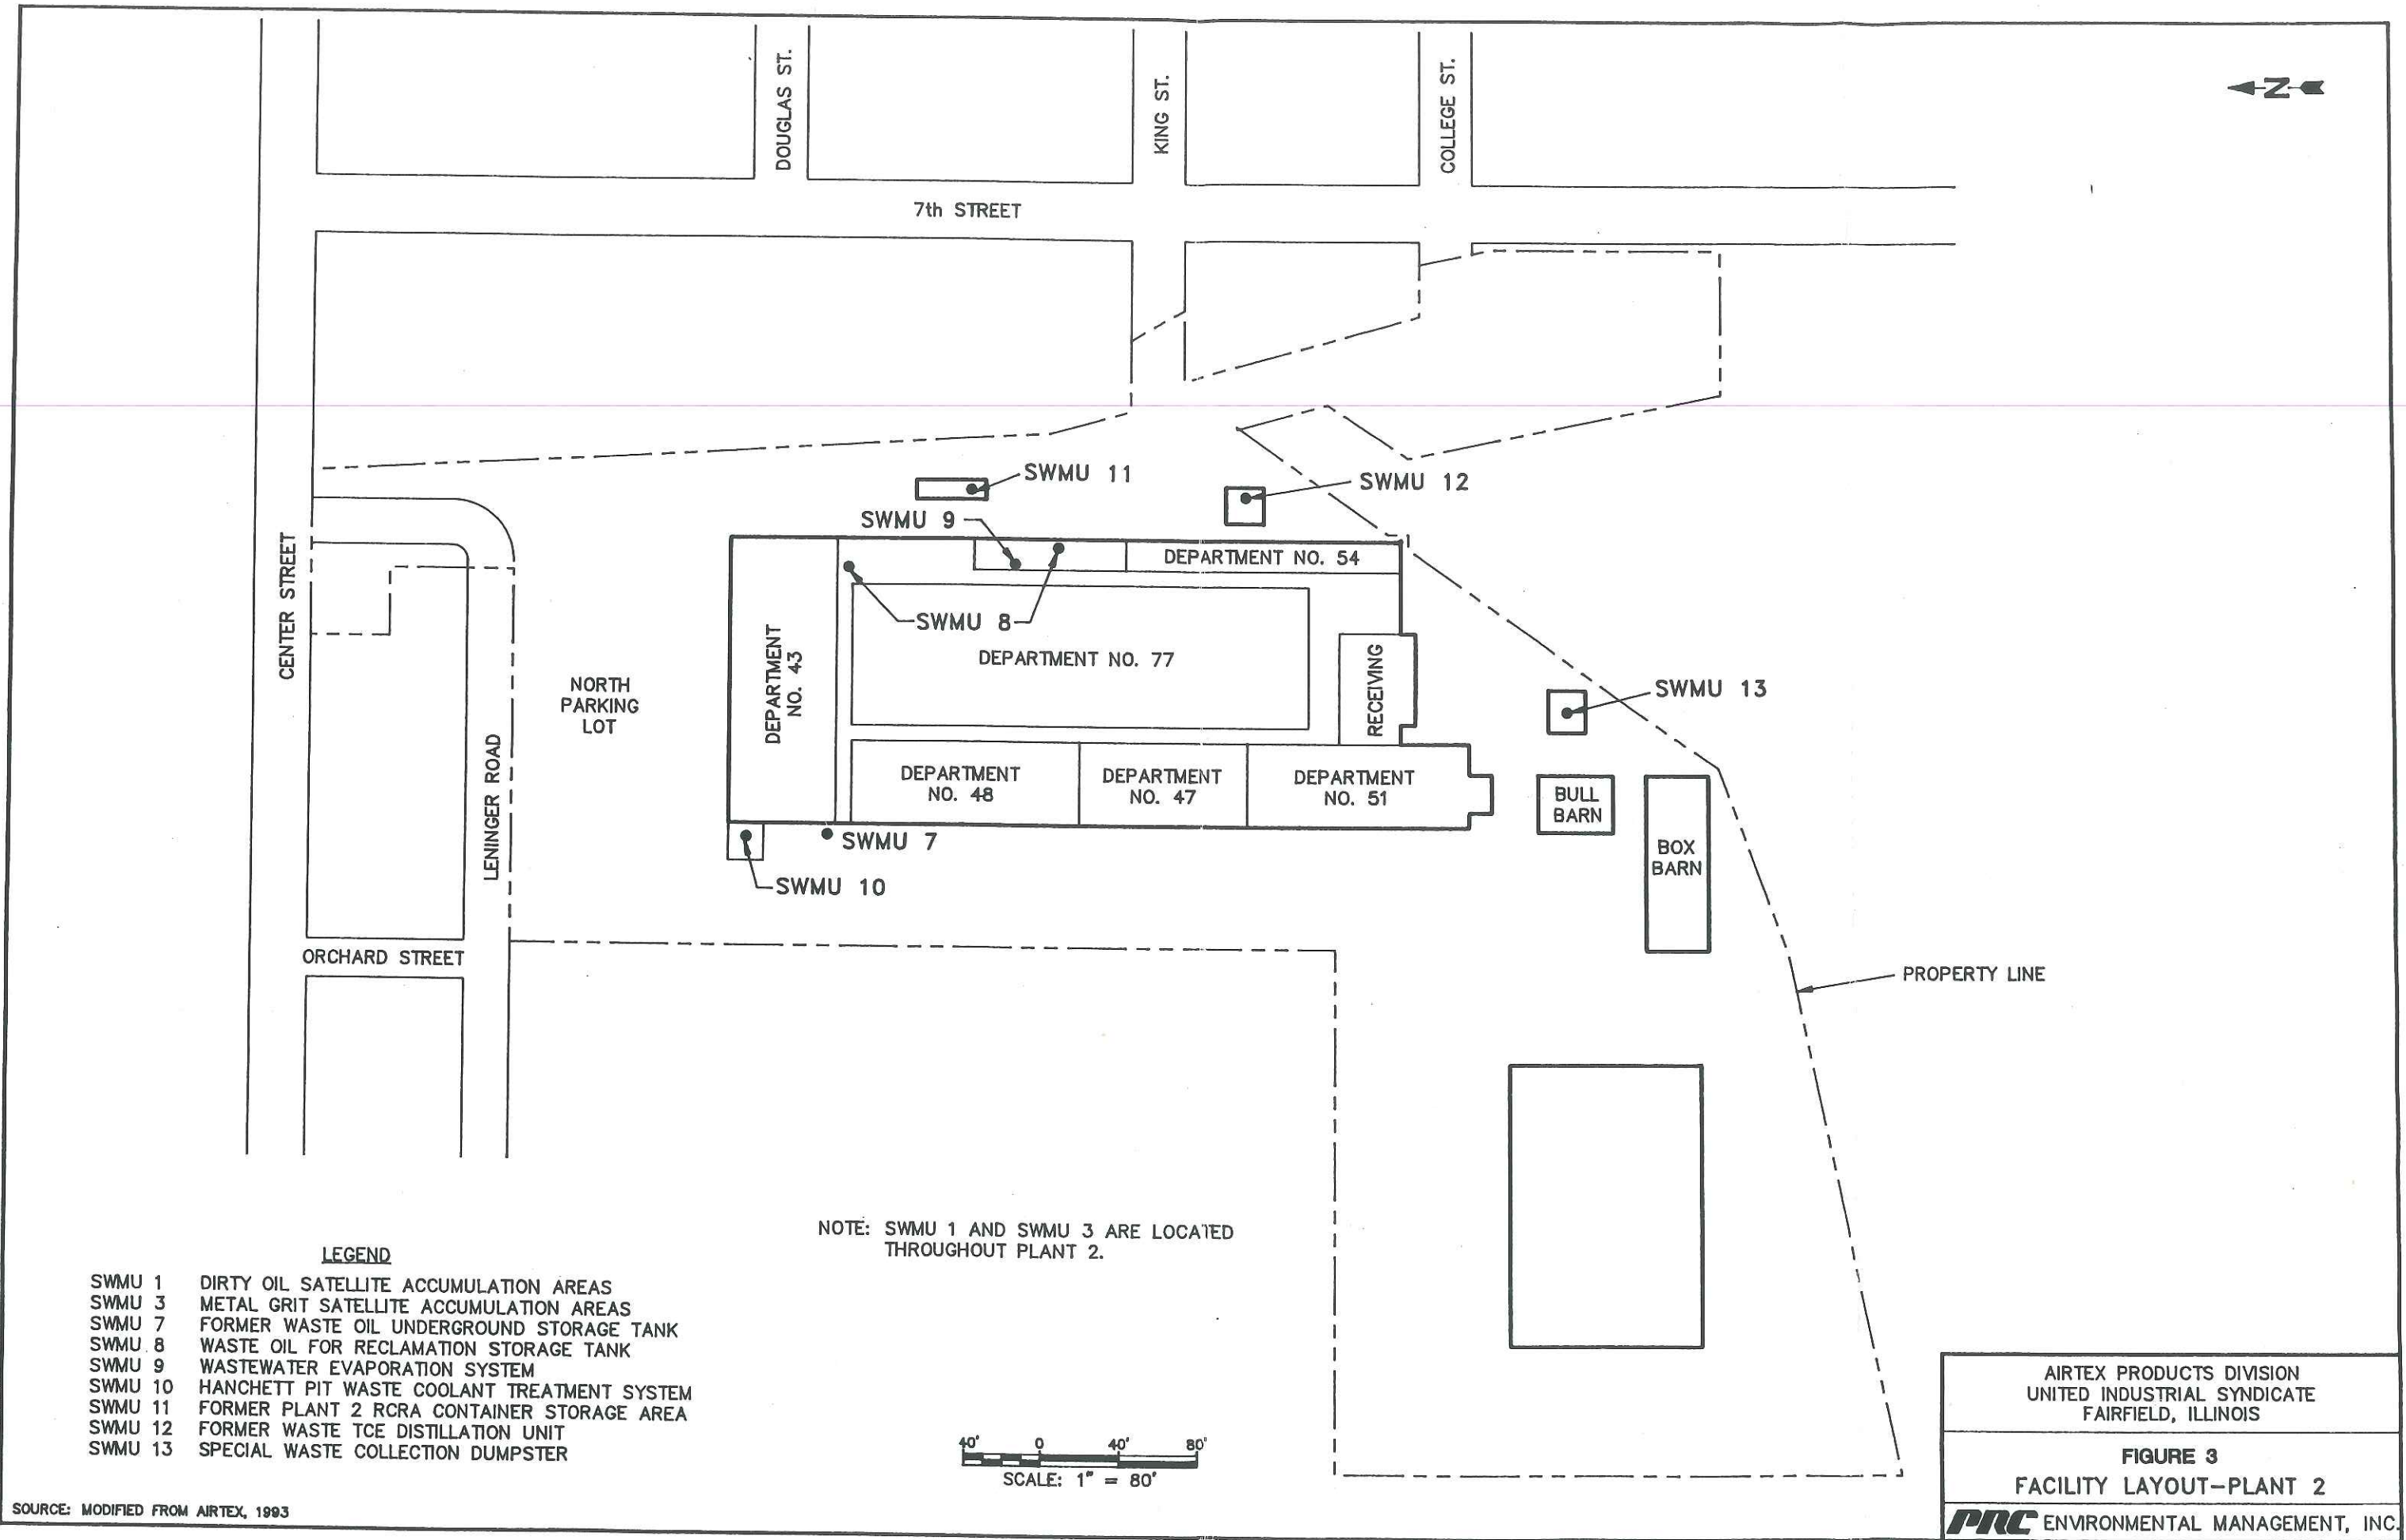 DOUGLAS ST.
KING ST.
COLLEGE ST.
N
7th STREET
SWMU 11
SWMU 12
SWMU 9
DEPARTMENT NO. 54
CENTER STREET
SWMU 8
DEPARTMENT
NO. 43
DEPARTMENT NO. 77
RECEIVING
NORTH
PARKING
LOT
SWMU 13
LENINGER ROAD
DEPARTMENT
NO. 48
DEPARTMENT
NO. 47
DEPARTMENT
NO. 51
BULL
BARN
BOX
BARN
SWMU 7
SWMU 10
ORCHARD STREET
PROPERTY LINE
NOTE: SWMU 1 AND SWMU 3 ARE LOCATED
THROUGHOUT PLANT 2.
LEGEND
SWMU 1 DIRTY OIL SATELLITE ACCUMULATION AREAS
SWMU 3 METAL GRIT SATELLITE ACCUMULATION AREAS
SWMU 7 FORMER WASTE OIL UNDERGROUND STORAGE TANK
SWMU 8 WASTE OIL FOR RECLAMATION STORAGE TANK
SWMU 9 WASTEWATER EVAPORATION SYSTEM
SWMU 10 HANCHETT PIT WASTE COOLANT TREATMENT SYSTEM
SWMU 11 FORMER PLANT 2 RCRA CONTAINER STORAGE AREA
SWMU 12 FORMER WASTE TCE DISTILLATION UNIT
SWMU 13 SPECIAL WASTE COLLECTION DUMPSTER
40' 0 40' 80'
SCALE: 1" = 80'
SOURCE: MODIFIED FROM AIRTEX, 1993
AIRTEX PRODUCTS DIVISION
UNITED INDUSTRIAL SYNDICATE
FAIRFIELD, ILLINOIS
FIGURE 3
FACILITY LAYOUT-PLANT 2
PRC ENVIRONMENTAL MANAGEMENT, INC.